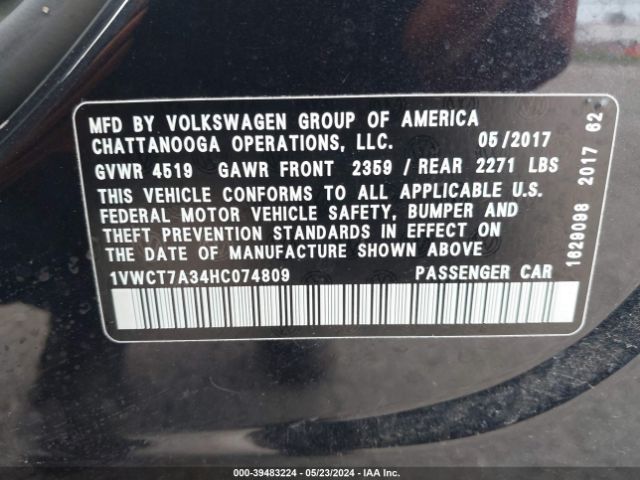 MFD BY VOLKSWAGEN GROUP OF AMERICA
CHATTANOOGA OPERATIONS, LLC. 05/2017
GVWR 4519 GAWR FRONT 2359 / REAR 2271 LBS
THIS VEHICLE CONFORMS TO ALL APPLICABLE U.S.
FEDERAL MOTOR VEHICLE SAFETY, BUMPER AND
THEFT PREVENTION STANDARDS IN EFFECT ON
THE DATE OF MANUFACTURE SHOWN ABOVE
1VWCT7A34HC074809 PASSENGER CAR
1629098 2017 62
000-39483224 - 05/23/2024 - IAA Inc.